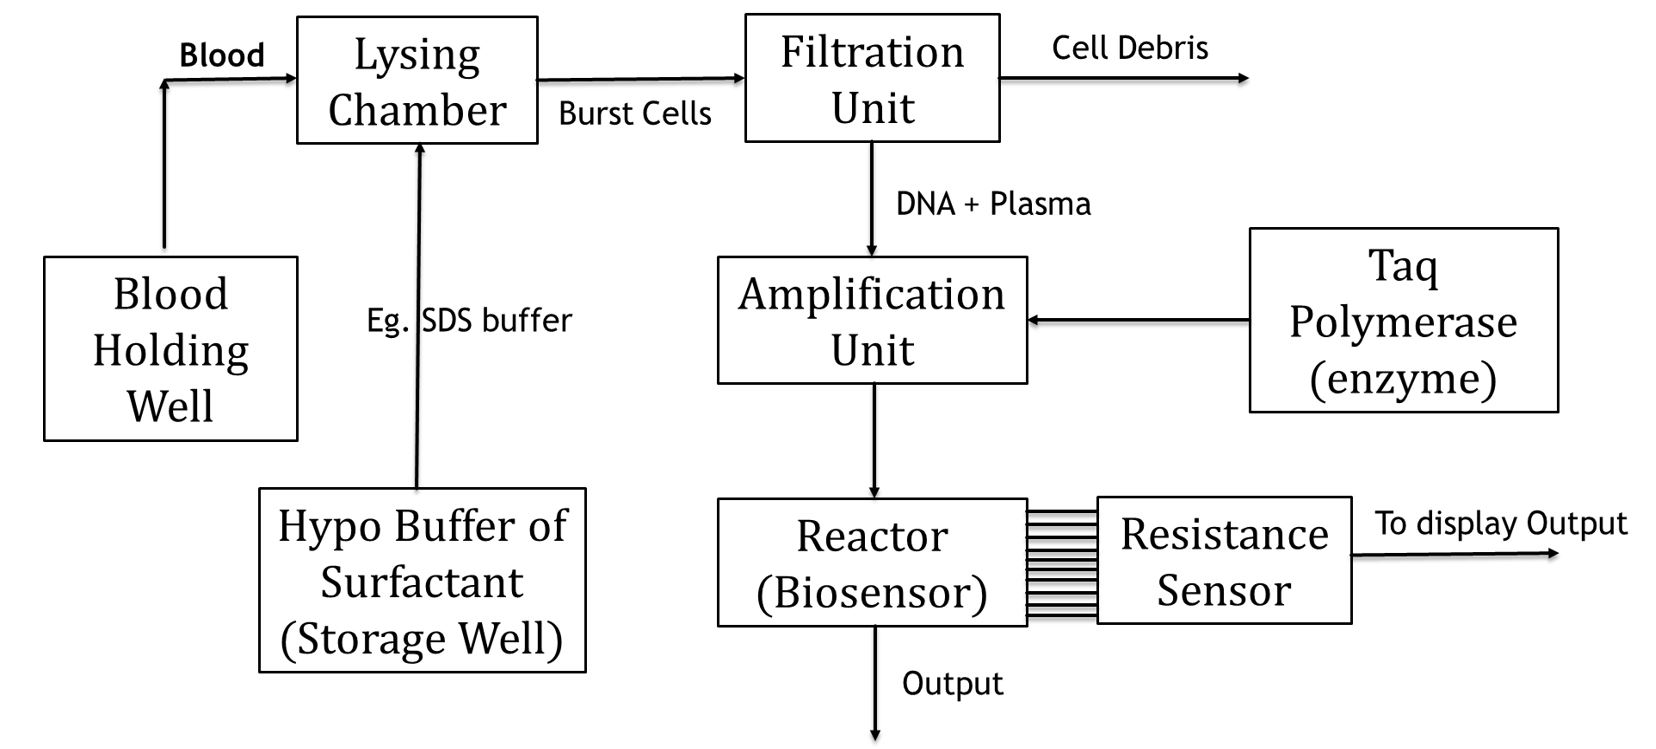 Blood
Lysing
Chamber
Burst Cells
Filtration
Unit
Cell Debris
DNA + Plasma
Blood
Holding
Well
Eg. SDS buffer
Amplification
Unit
Taq
Polymerase
(enzyme)
Hypo Buffer of
Surfactant
(Storage Well)
Reactor
(Biosensor)
Resistance
Sensor
To display Output
Output